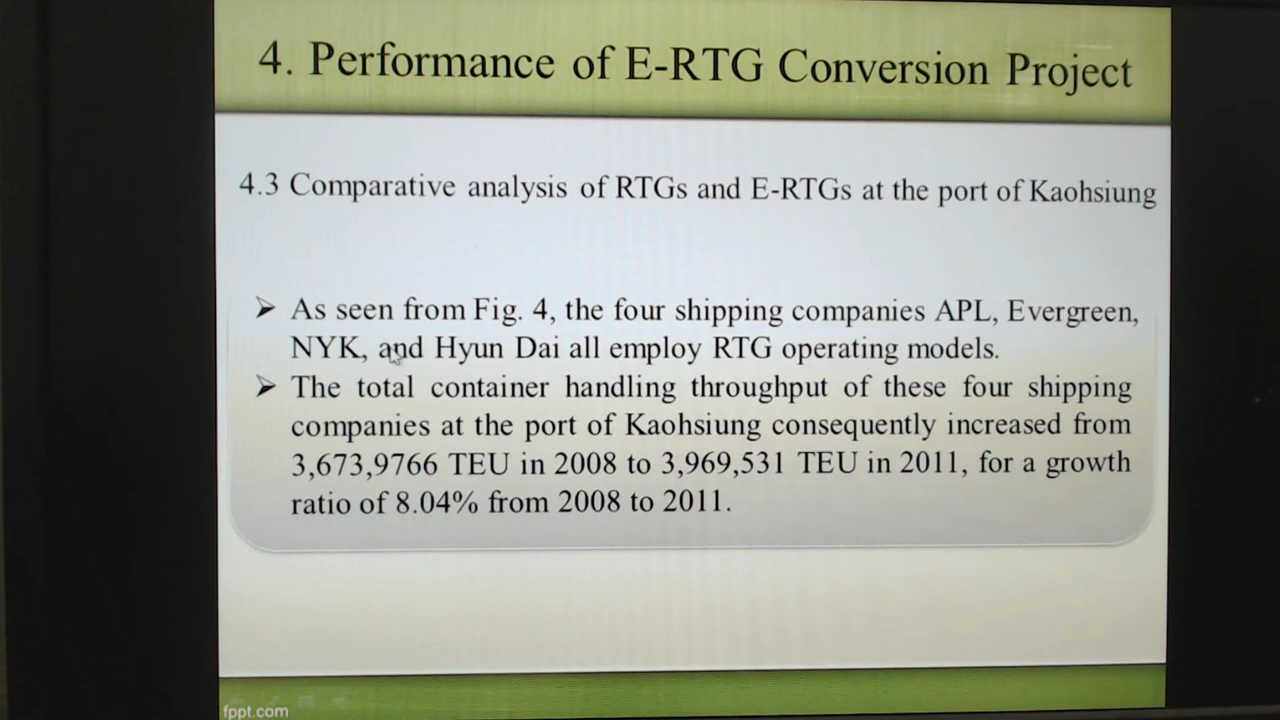 4. Performance of E-RTG Conversion Project
4.3 Comparative analysis of RTGs and E-RTGs at the port of Kaohsiung
➢ As seen from Fig. 4, the four shipping companies APL, Evergreen,
NYK, and Hyun Dai all employ RTG operating models.
➢ The total container handling throughput of these four shipping
companies at the port of Kaohsiung consequently increased from
3,673,9766 TEU in 2008 to 3,969,531 TEU in 2011, for a growth
ratio of 8.04% from 2008 to 2011.
fppt.com